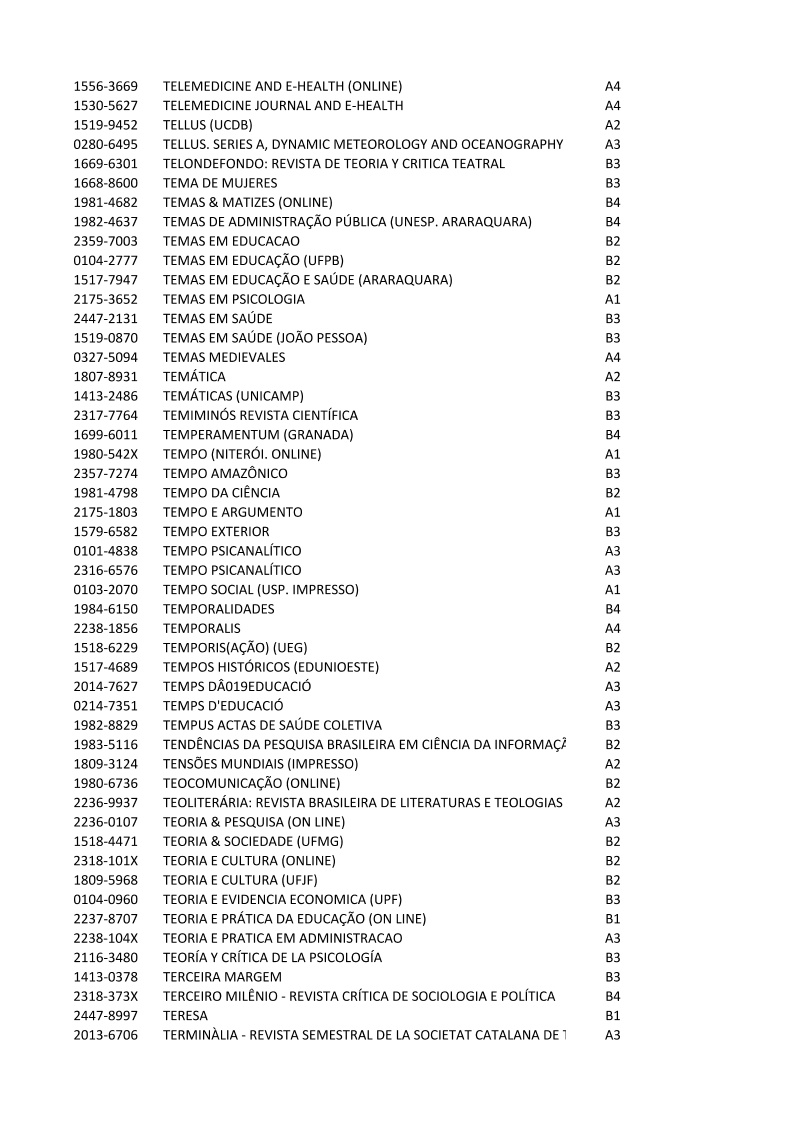 1556-3669 TELEMEDICINE AND E-HEALTH (ONLINE) A4
1530-5627 TELEMEDICINE JOURNAL AND E-HEALTH A4
1519-9452 TELLUS (UCDB) A2
0280-6495 TELLUS. SERIES A, DYNAMIC METEOROLOGY AND OCEANOGRAPHY A3
1669-6301 TELONDEFONDO: REVISTA DE TEORIA Y CRITICA TEATRAL B3
1668-8600 TEMA DE MUJERES B3
1981-4682 TEMAS & MATIZES (ONLINE) B4
1982-4637 TEMAS DE ADMINISTRAÇÃO PÚBLICA (UNESP. ARARAQUARA) B4
2359-7003 TEMAS EM EDUCACAO B2
0104-2777 TEMAS EM EDUCAÇÃO (UFPB) B2
1517-7947 TEMAS EM EDUCAÇÃO E SAÚDE (ARARAQUARA) B2
2175-3652 TEMAS EM PSICOLOGIA A1
2447-2131 TEMAS EM SAÚDE B3
1519-0870 TEMAS EM SAÚDE (JOÃO PESSOA) B3
0327-5094 TEMAS MEDIEVALES A4
1807-8931 TEMÁTICA A2
1413-2486 TEMÁTICAS (UNICAMP) B3
2317-7764 TEMIMINÓS REVISTA CIENTÍFICA B3
1699-6011 TEMPERAMENTUM (GRANADA) B4
1980-542X TEMPO (NITERÓI. ONLINE) A1
2357-7274 TEMPO AMAZÔNICO B3
1981-4798 TEMPO DA CIÊNCIA B2
2175-1803 TEMPO E ARGUMENTO A1
1579-6582 TEMPO EXTERIOR B3
0101-4838 TEMPO PSICANALÍTICO A3
2316-6576 TEMPO PSICANALÍTICO A3
0103-2070 TEMPO SOCIAL (USP. IMPRESSO) A1
1984-6150 TEMPORALIDADES B4
2238-1856 TEMPORALIS A4
1518-6229 TEMPORIS(AÇÃO) (UEG) B2
1517-4689 TEMPOS HISTÓRICOS (EDUNIOESTE) A2
2014-7627 TEMPS DÂ019EDUCACIÓ A3
0214-7351 TEMPS D'EDUCACIÓ A3
1982-8829 TEMPUS ACTAS DE SAÚDE COLETIVA B3
1983-5116 TENDÊNCIAS DA PESQUISA BRASILEIRA EM CIÊNCIA DA INFORMAÇÃ B2
1809-3124 TENSÕES MUNDIAIS (IMPRESSO) A2
1980-6736 TEOCOMUNICAÇÃO (ONLINE) B2
2236-9937 TEOLITERÁRIA: REVISTA BRASILEIRA DE LITERATURAS E TEOLOGIAS A2
2236-0107 TEORIA & PESQUISA (ON LINE) A3
1518-4471 TEORIA & SOCIEDADE (UFMG) B2
2318-101X TEORIA E CULTURA (ONLINE) B2
1809-5968 TEORIA E CULTURA (UFJF) B2
0104-0960 TEORIA E EVIDENCIA ECONOMICA (UPF) B3
2237-8707 TEORIA E PRÁTICA DA EDUCAÇÃO (ON LINE) B1
2238-104X TEORIA E PRATICA EM ADMINISTRACAO A3
2116-3480 TEORÍA Y CRÍTICA DE LA PSICOLOGÍA B3
1413-0378 TERCEIRA MARGEM B3
2318-373X TERCEIRO MILÊNIO - REVISTA CRÍTICA DE SOCIOLOGIA E POLÍTICA B4
2447-8997 TERESA B1
2013-6706 TERMINÀLIA - REVISTA SEMESTRAL DE LA SOCIETAT CATALANA DE A3